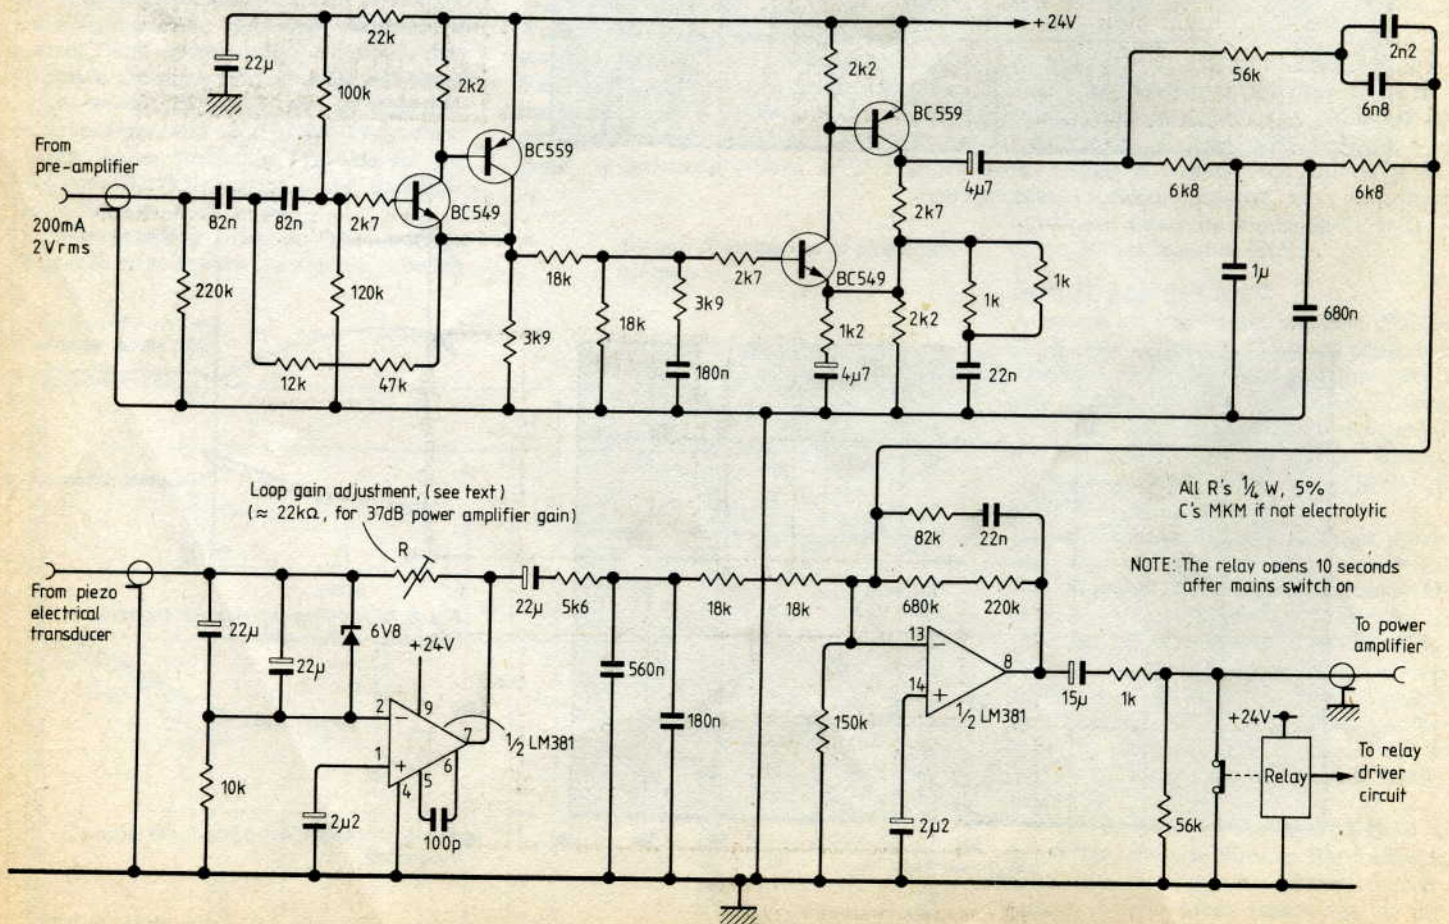 22k
+24V
2n2
22µ
100k
2k2
2k2
56k
6n8
From
pre-amplifier
BC559
BC559
82n
82n
2k7
BC549
4µ7
6k8
6k8
200mA
2Vrms
2k7
220k
120k
18k
2k7
BC549
1k
1k
1µ
3k9
18k
3k9
1k2
2k2
680n
12k
47k
180n
4µ7
22n
Loop gain adjustment, (see text)
(≈ 22kΩ, for 37dB power amplifier gain)
R
All R's ¼ W, 5%
C's MKM if not electrolytic
82k
22n
NOTE: The relay opens 10 seconds
after mains switch on
From piezo
electrical
transducer
22µ
5k6
18k
18k
680k
220k
22µ
22µ
6V8
+24V
560n
180n
13
−
8
To power
amplifier
2
−
9
7
½ LM381
14
+
½ LM381
15µ
1k
1
+
5
6
4
150k
+24V
Relay
To relay
driver
circuit
10k
2µ2
100p
2µ2
56k